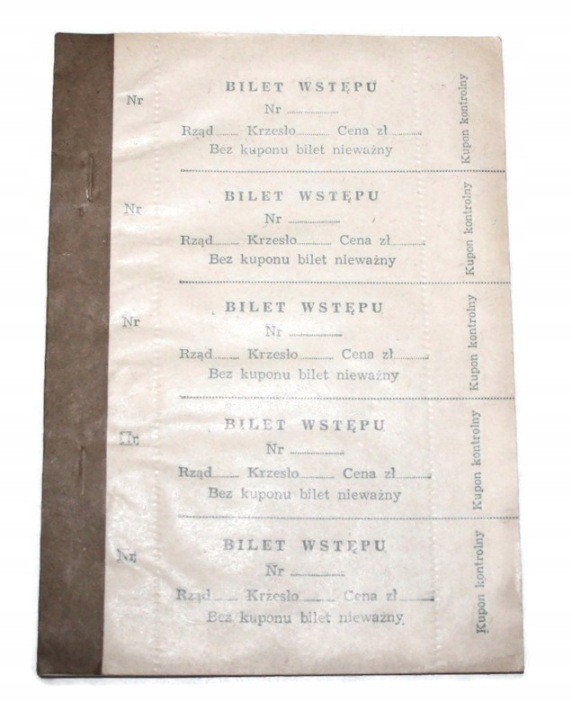 Nr
BILET WSTĘPU
Nr
Rząd Krzesło Cena zł
Bez kuponu bilet nieważny
Kupon kontrolny
Nr
BILET WSTĘPU
Nr
Rząd Krzesło Cena zł
Bez kuponu bilet nieważny
Kupon kontrolny
Nr
BILET WSTĘPU
Nr
Rząd Krzesło Cena zł
Bez kuponu bilet nieważny
Kupon kontrolny
Nr
BILET WSTĘPU
Nr
Rząd Krzesło Cena zł
Bez kuponu bilet nieważny
Kupon kontrolny
Nr
BILET WSTĘPU
Nr
Rząd Krzesło Cena zł
Bez kuponu bilet nieważny
Kupon kontrolny